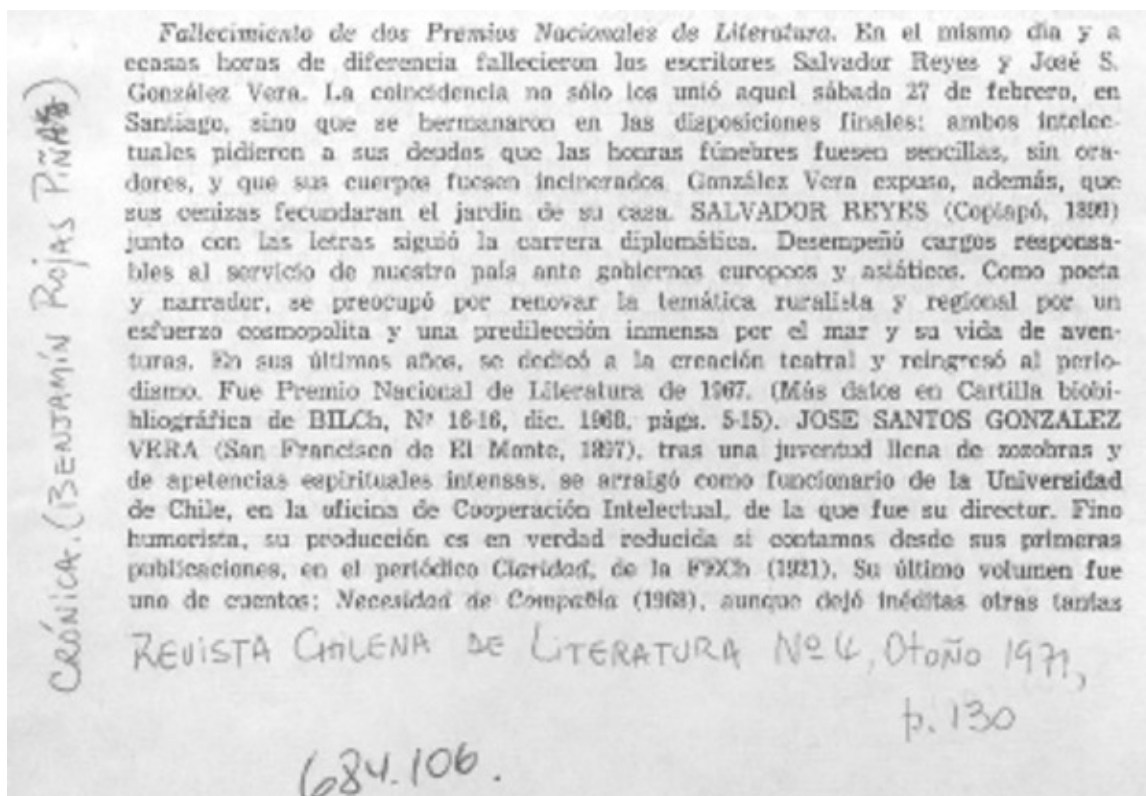 Fallecimiento de dos Premios Nacionales de Literatura. En el mismo día y a
ecasas horas de diferencia fallecieron los escritores Salvador Reyes y José S.
González Vera. La coincidencia no sólo los unió aquel sábado 27 de febrero, en
Santiago, sino que se hermanaron en las disposiciones finales: ambos intelec-
tuales pidieron a sus deudos que las honras fúnebres fuesen sencillas, sin ora-
dores, y que sus cuerpos fuesen incinerados. González Vera expuso, además, que
sus cenizas fecundaran el jardín de su casa. SALVADOR REYES (Copiapó, 1899)
junto con las letras siguió la carrera diplomática. Desempeñó cargos responsa-
bles al servicio de nuestro país ante gobiernos europeos y asiáticos. Como poeta
y narrador, se preocupó por renovar la temática ruralista y regional por un
esfuerzo cosmopolita y una predilección inmensa por el mar y su vida de aven-
turas. En sus últimos años, se dedicó a la creación teatral y reingresó al perio-
dismo. Fue Premio Nacional de Literatura de 1967. (Más datos en Cartilla biobi-
bliográfica de BILCh, Nº 16-16, dic. 1968, págs. 5-15). JOSE SANTOS GONZALEZ
VERA (San Francisco de El Monte, 1897), tras una juventud llena de zozobras y
de apetencias espirituales intensas, se arraigó como funcionario de la Universidad
de Chile, en la oficina de Cooperación Intelectual, de la que fue su director. Fino
humorista, su producción es en verdad reducida si contamos desde sus primeras
publicaciones, en el periódico Claridad, de la FECh (1921). Su último volumen fue
uno de cuentos: Necesidad de Compañía (1968), aunque dejó inéditas otras tantas
CRÓNICA. (BENJAMÍN ROJAS PIÑAS)
REVISTA CHILENA DE LITERATURA Nº 4, OTOÑO 1971,
p. 130
684.106.